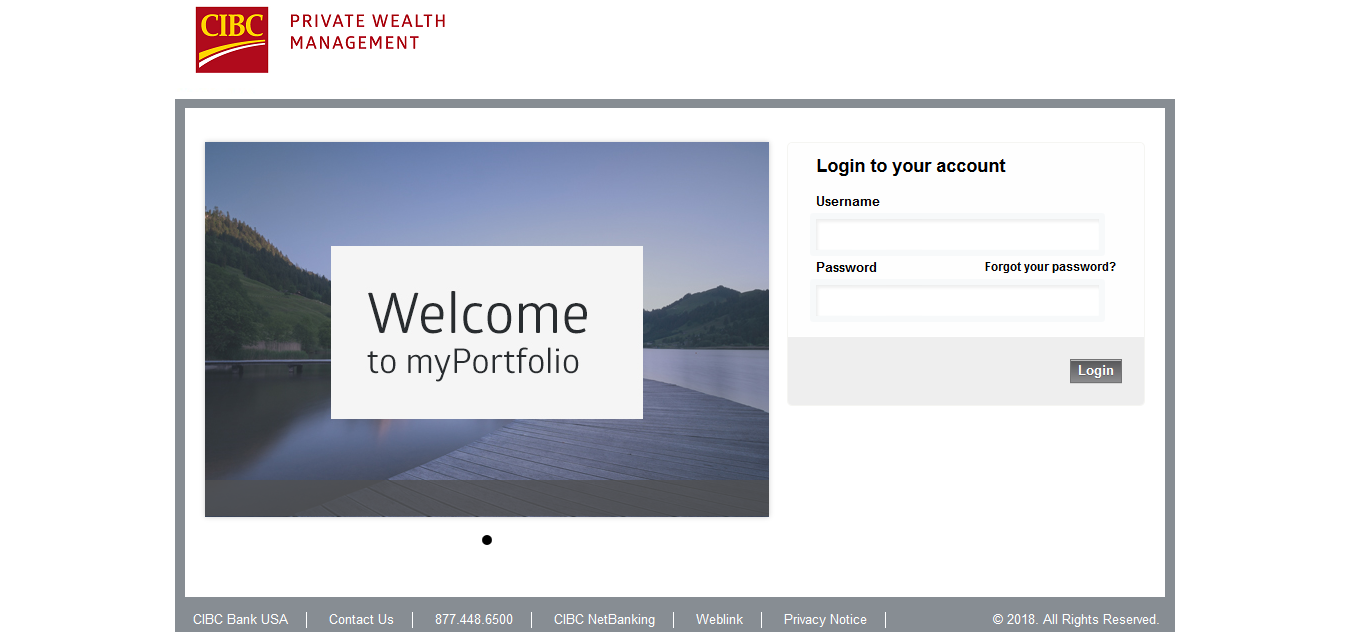 CIBC
PRIVATE WEALTH
MANAGEMENT
Welcome
to myPortfolio
Login to your account
Username
Password Forgot your password?
Login
CIBC Bank USA | Contact Us | 877.448.6500 | CIBC NetBanking | Weblink | Privacy Notice | © 2018. All Rights Reserved.